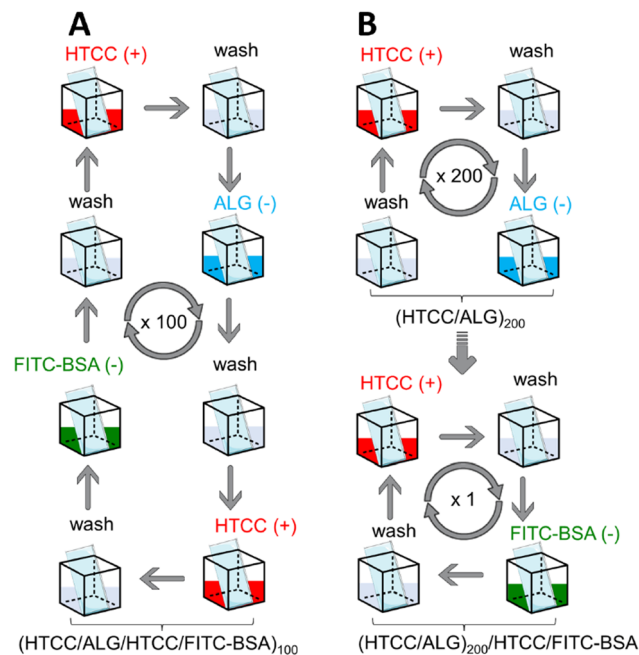 A
HTCC (+)
wash
wash
ALG (-)
x 100
FITC-BSA (-)
wash
wash
HTCC (+)
(HTCC/ALG/HTCC/FITC-BSA)100
B
HTCC (+)
wash
x 200
wash
ALG (-)
(HTCC/ALG)200
HTCC (+)
wash
x 1
wash
FITC-BSA (-)
(HTCC/ALG)200/HTCC/FITC-BSA